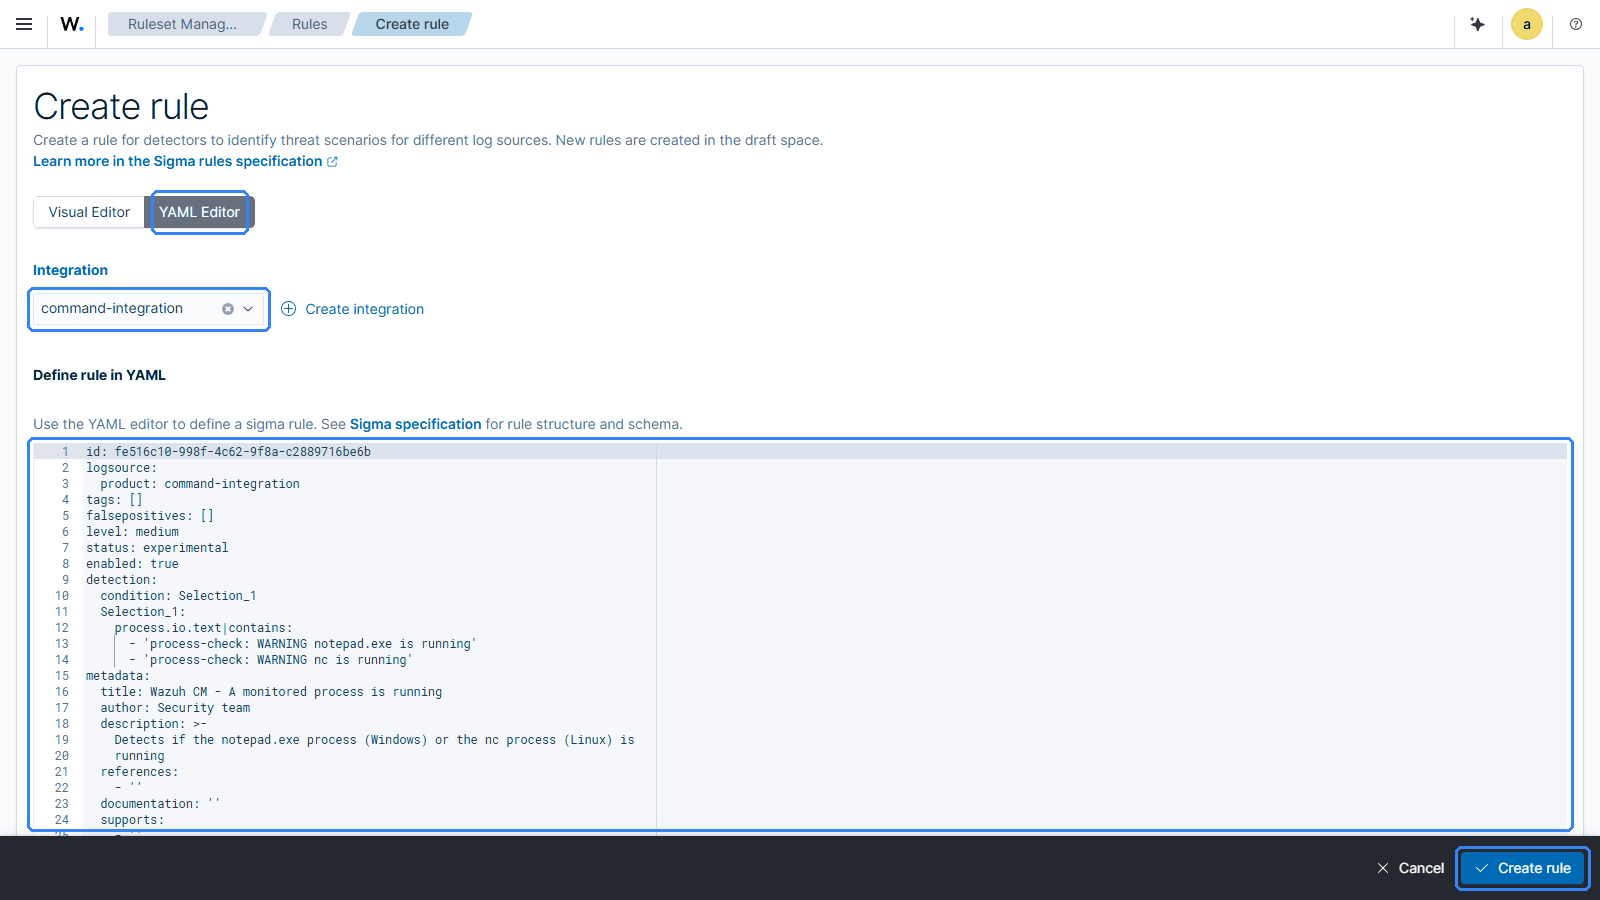 W.
Ruleset Manag...
Rules
Create rule
a
Create rule
Create a rule for detectors to identify threat scenarios for different log sources. New rules are created in the draft space.
Learn more in the Sigma rules specification
Visual Editor
YAML Editor
Integration
command-integration
Create integration
Define rule in YAML
Use the YAML editor to define a sigma rule. See Sigma specification for rule structure and schema.
1 id: fe516c10-998f-4c62-9f8a-c2889716be6b
2 logsource:
3 product: command-integration
4 tags: []
5 falsepositives: []
6 level: medium
7 status: experimental
8 enabled: true
9 detection:
10 condition: Selection_1
11 Selection_1:
12 process.io.text|contains:
13 - 'process-check: WARNING notepad.exe is running'
14 - 'process-check: WARNING nc is running'
15 metadata:
16 title: Wazuh CM - A monitored process is running
17 author: Security team
18 description: >-
19 Detects if the notepad.exe process (Windows) or the nc process (Linux) is
20 running
21 references:
22 - ''
23 documentation: ''
24 supports:
Cancel
Create rule